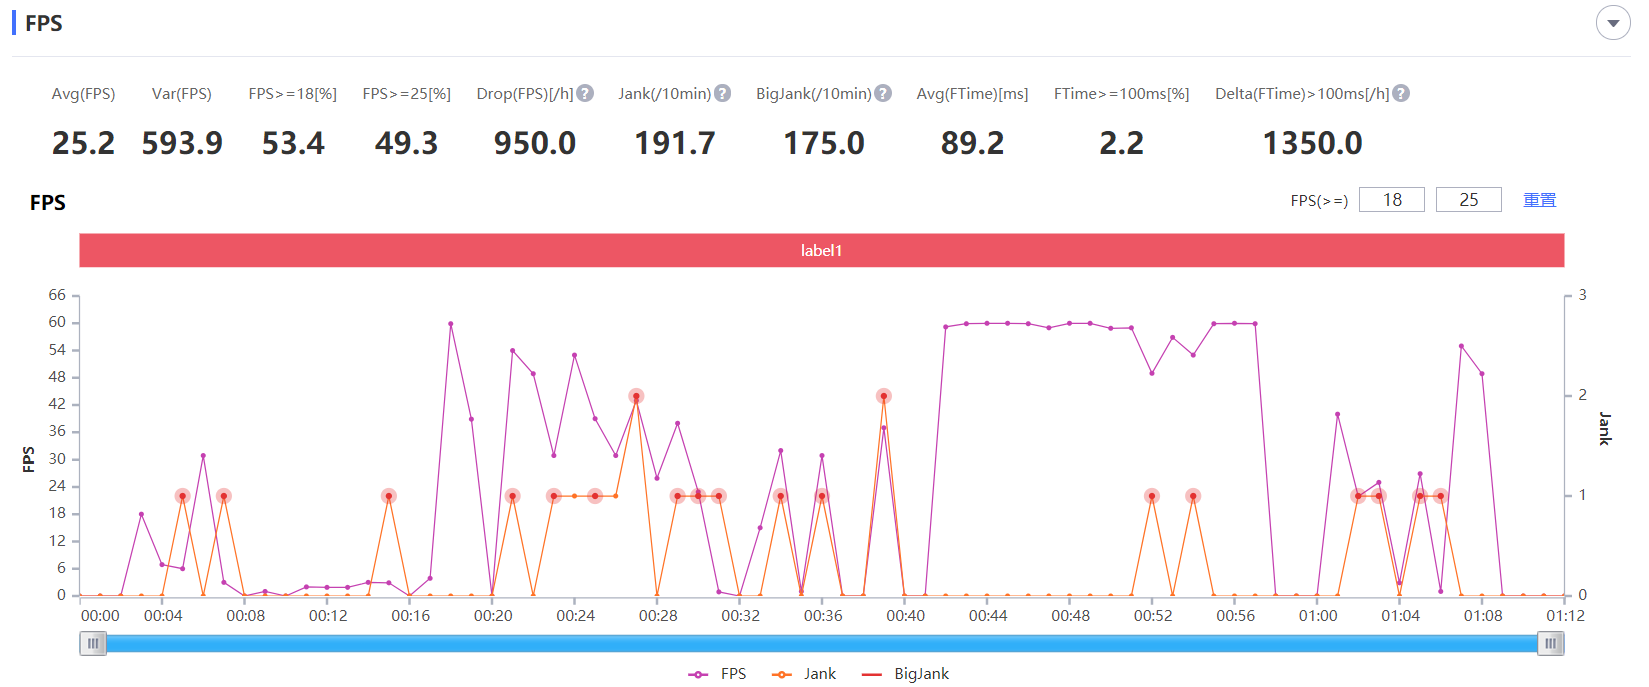 FPS
Avg(FPS) Var(FPS) FPS>=18[%] FPS>=25[%] Drop(FPS)[/h]? Jank(/10min)? BigJank(/10min)? Avg(FTime)[ms] FTime>=100ms[%] Delta(FTime)>100ms[/h]?
25.2 593.9 53.4 49.3 950.0 191.7 175.0 89.2 2.2 1350.0
FPS FPS(>=) 18 25 重置
label1
66 3
60
54
48
42 2
36
30
24 1
18
12
6
0 0
FPS
Jank
00:00 00:04 00:08 00:12 00:16 00:20 00:24 00:28 00:32 00:36 00:40 00:44 00:48 00:52 00:56 01:00 01:04 01:08 01:12
FPS Jank BigJank